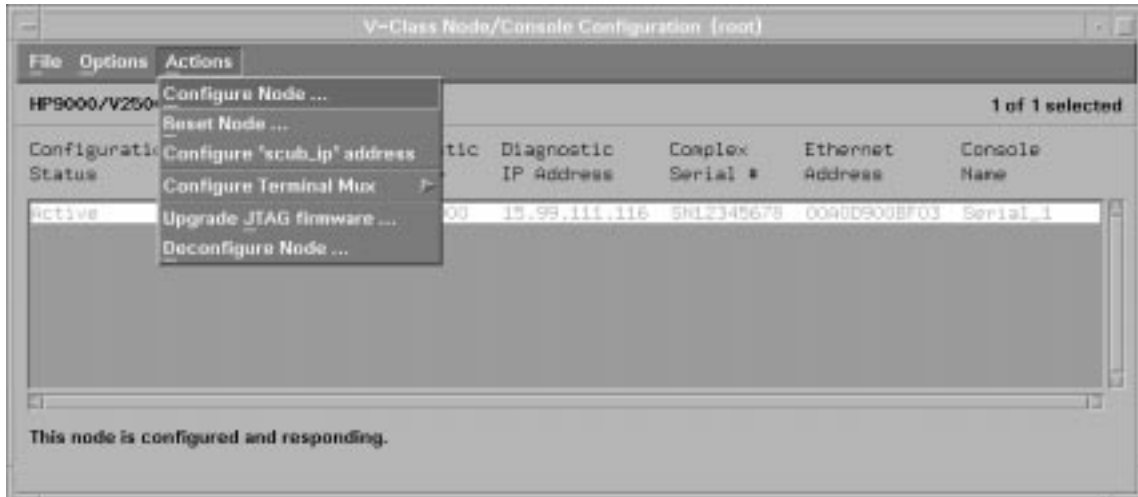 V-Class Node/Console Configuration (root)
File Options Actions
HP9000/V250 1 of 1 selected
Configure Node ...
Reset Node ...
Configure 'scub_ip' address
Configure Terminal Mux
Upgrade JTAG firmware ...
Deconfigure Node ...
Configurati tic Diagnostic Complex Ethernet Console
Status IP Address Serial # Address Name
Active 00 15.99.111.116 SN12345678 00A0D900BF03 Serial_1
This node is configured and responding.